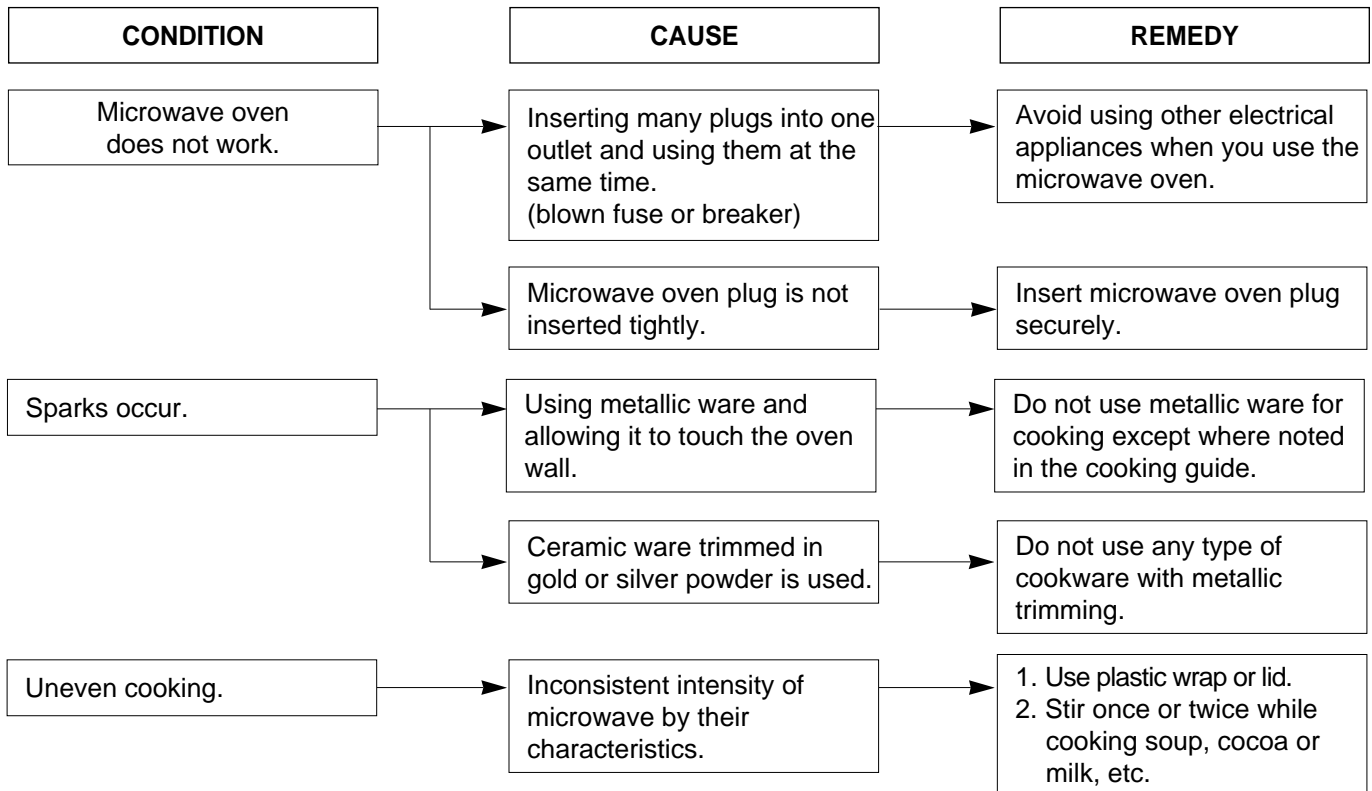 CONDITION
CAUSE
REMEDY
Microwave oven
does not work.
Inserting many plugs into one
outlet and using them at the
same time.
(blown fuse or breaker)
Avoid using other electrical
appliances when you use the
microwave oven.
Microwave oven plug is not
inserted tightly.
Insert microwave oven plug
securely.
Sparks occur.
Using metallic ware and
allowing it to touch the oven
wall.
Do not use metallic ware for
cooking except where noted
in the cooking guide.
Ceramic ware trimmed in
gold or silver powder is used.
Do not use any type of
cookware with metallic
trimming.
Uneven cooking.
Inconsistent intensity of
microwave by their
characteristics.
1. Use plastic wrap or lid.
2. Stir once or twice while
cooking soup, cocoa or
milk, etc.